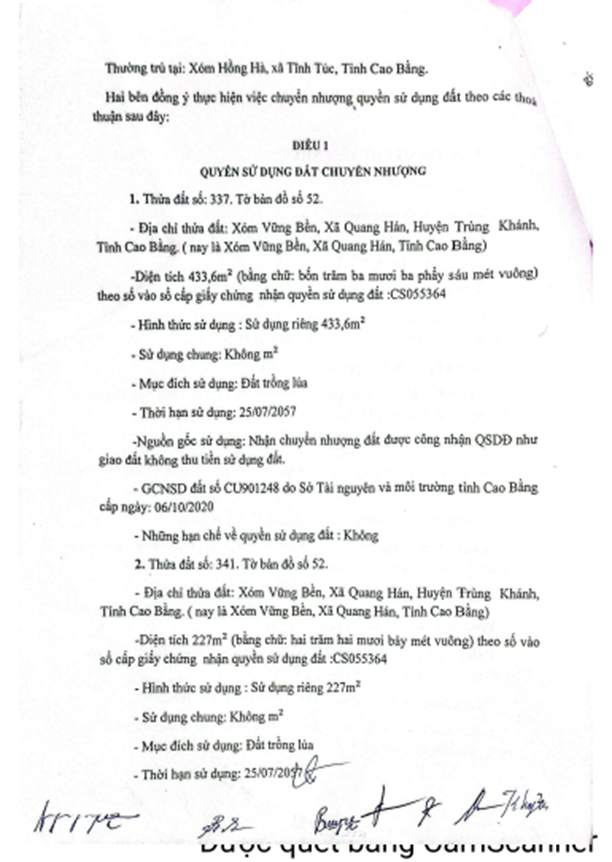 Thường trú tại: Xóm Hồng Hà, xã Tĩnh Túc, Tỉnh Cao Bằng.
Hai bên đồng ý thực hiện việc chuyển nhượng quyền sử dụng đất theo các thoả
thuận sau đây:
ĐIỀU 1
QUYỀN SỬ DỤNG ĐẤT CHUYỂN NHƯỢNG
1. Thửa đất số: 337. Tờ bản đồ số 52.
- Địa chỉ thửa đất: Xóm Vững Bền, Xã Quang Hán, Huyện Trùng Khánh,
Tỉnh Cao Bằng. ( nay là Xóm Vững Bền, Xã Quang Hán, Tỉnh Cao Bằng)
-Diện tích 433,6m² (bằng chữ: bốn trăm ba mươi ba phẩy sáu mét vuông)
theo số vào sổ cấp giấy chứng nhận quyền sử dụng đất :CS055364
- Hình thức sử dụng : Sử dụng riêng 433,6m²
- Sử dụng chung: Không m²
- Mục đích sử dụng: Đất trồng lúa
- Thời hạn sử dụng: 25/07/2057
-Nguồn gốc sử dụng: Nhận chuyển nhượng đất được công nhận QSDĐ như
giao đất không thu tiền sử dụng đất.
- GCNSD đất số CU901248 do Sở Tài nguyên và môi trường tỉnh Cao Bằng
cấp ngày: 06/10/2020
- Những hạn chế về quyền sử dụng đất : Không
2. Thửa đất số: 341. Tờ bản đồ số 52.
- Địa chỉ thửa đất: Xóm Vững Bền, Xã Quang Hán, Huyện Trùng Khánh,
Tỉnh Cao Bằng. ( nay là Xóm Vững Bền, Xã Quang Hán, Tỉnh Cao Bằng)
-Diện tích 227m² (bằng chữ: hai trăm hai mươi bảy mét vuông) theo số vào
sổ cấp giấy chứng nhận quyền sử dụng đất :CS055364
- Hình thức sử dụng : Sử dụng riêng 227m²
- Sử dụng chung: Không m²
- Mục đích sử dụng: Đất trồng lúa
- Thời hạn sử dụng: 25/07/2057
Được quét bằng CamScanner